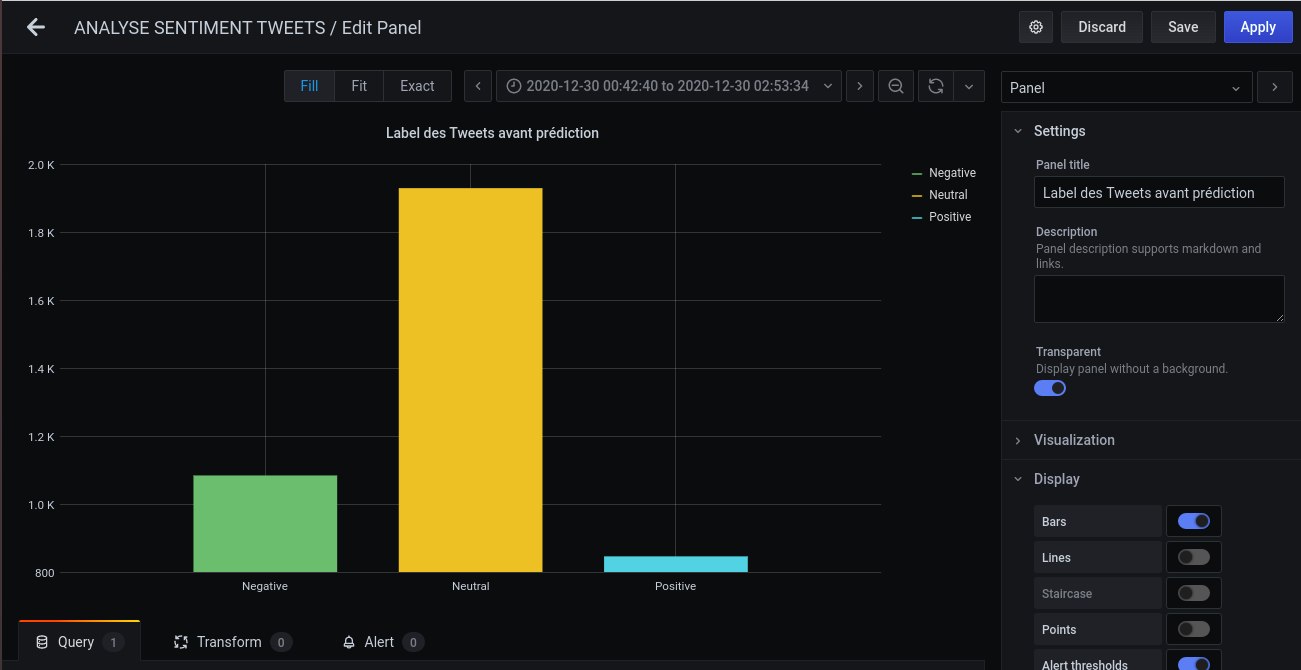 ANALYSE SENTIMENT TWEETS / Edit Panel
Discard
Save
Apply
Fill
Fit
Exact
2020-12-30 00:42:40 to 2020-12-30 02:53:34
Label des Tweets avant prédiction
2.0 K
1.8 K
1.6 K
1.4 K
1.2 K
1.0 K
800
Negative
Neutral
Positive
Negative
Neutral
Positive
Query 1
Transform 0
Alert 0
Panel
Settings
Panel title
Label des Tweets avant prédiction
Description
Panel description supports markdown and
links.
Transparent
Display panel without a background.
Visualization
Display
Bars
Lines
Staircase
Points
Alert thresholds